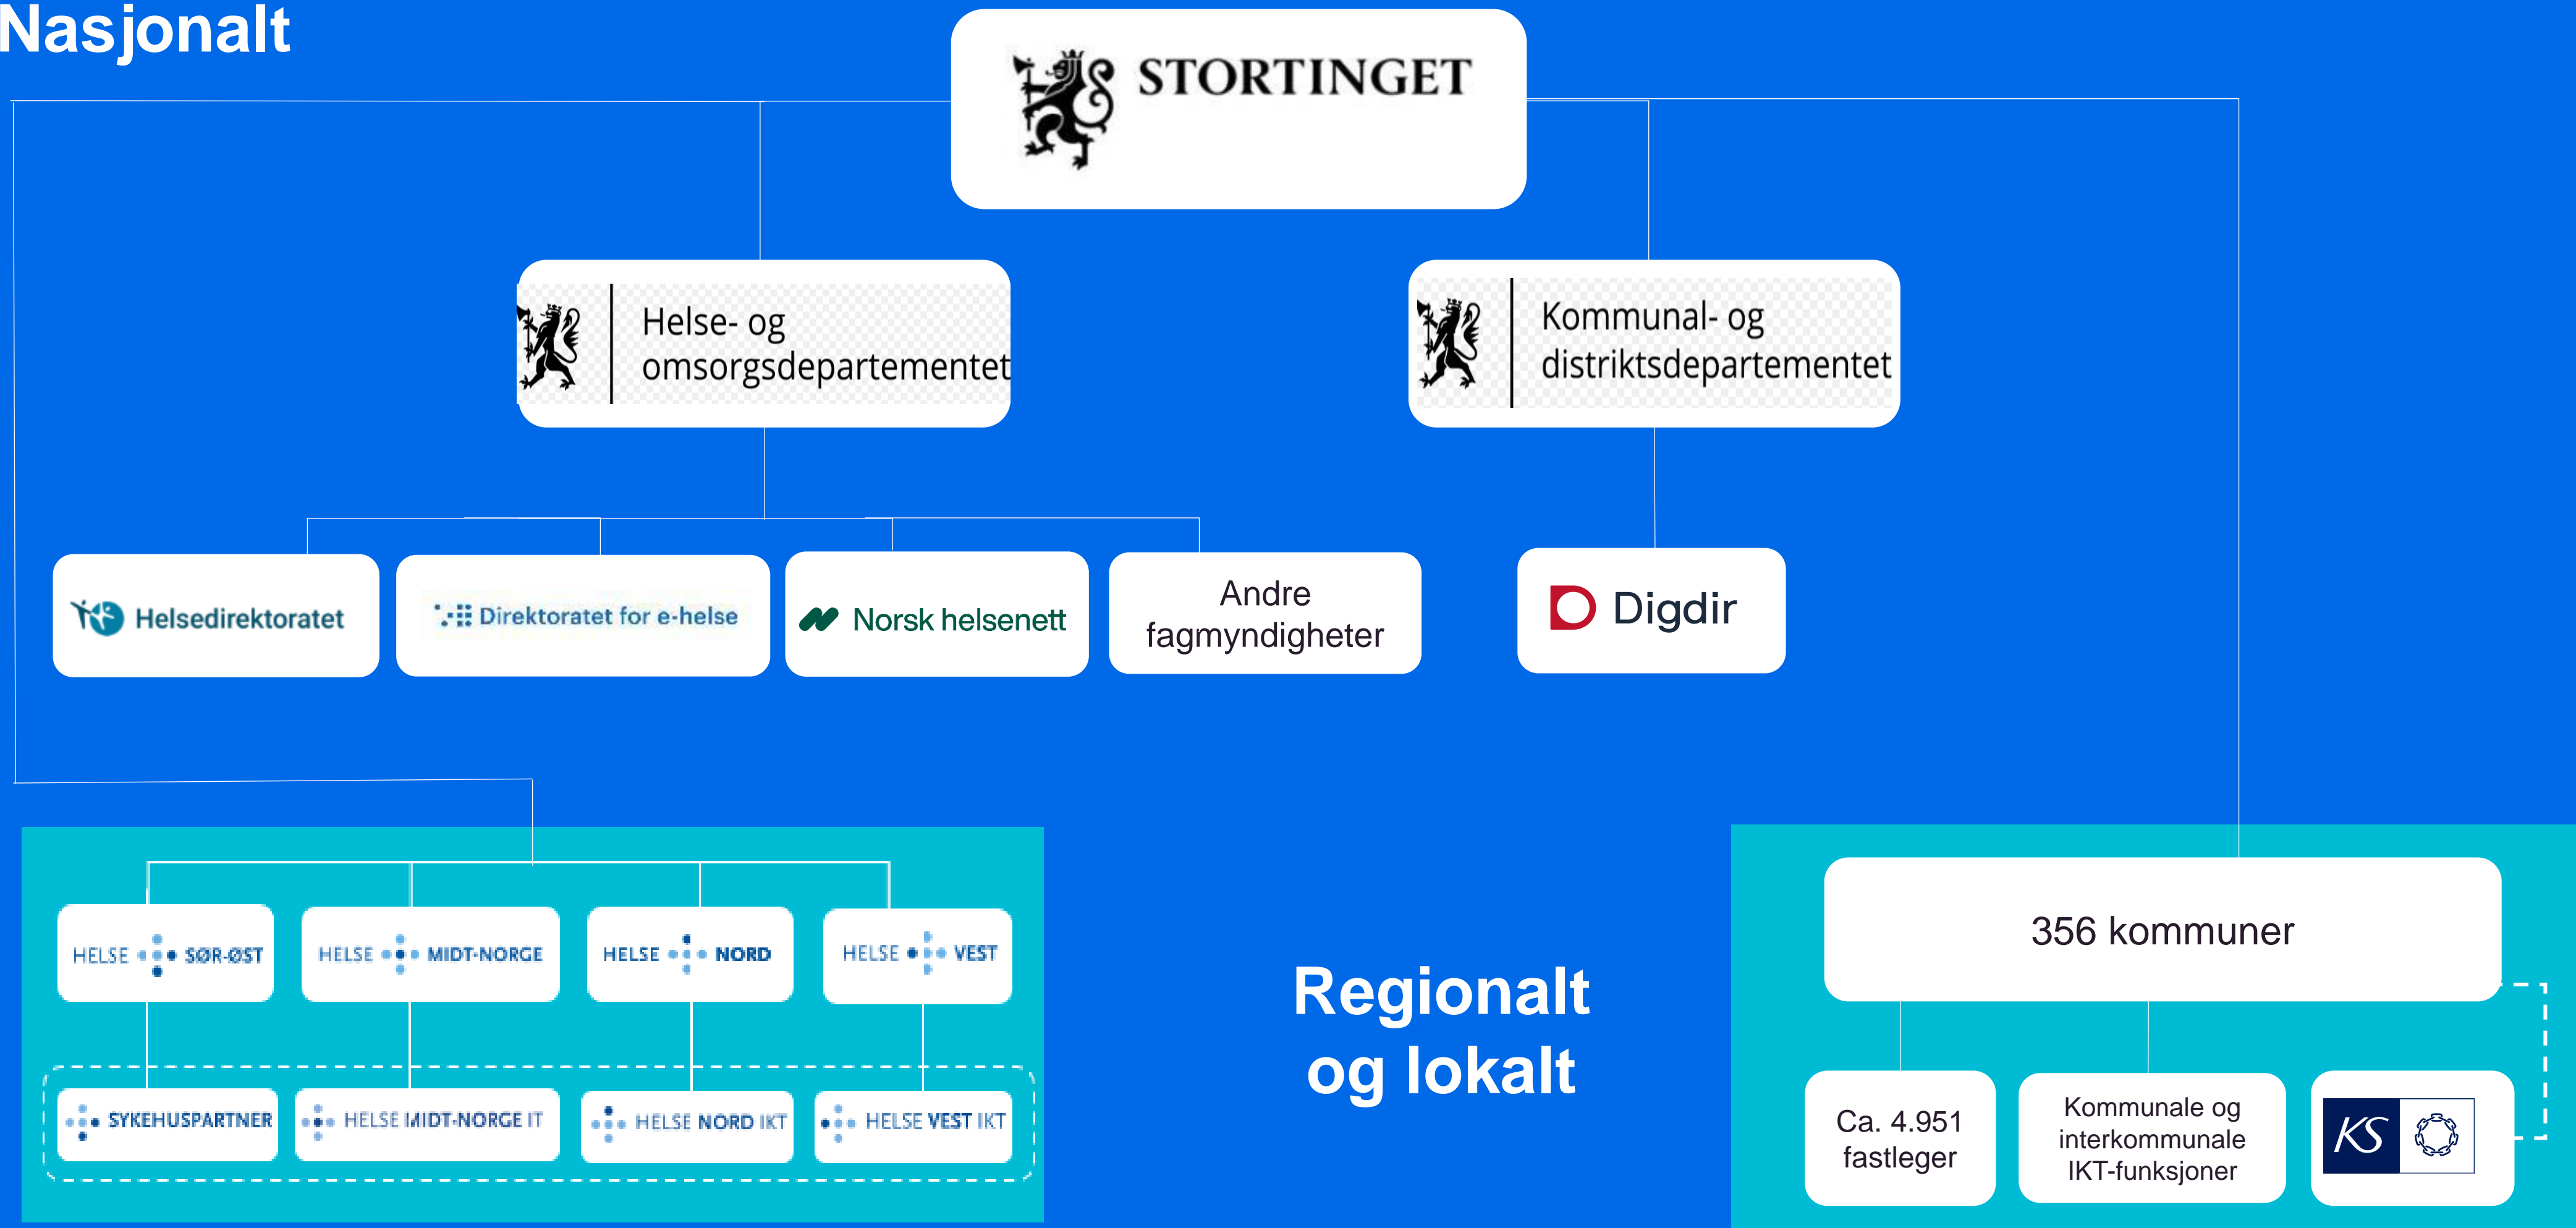 Nasjonalt
STORTINGET
Helse- og
omsorgsdepartementet
Kommunal- og
distriktsdepartementet
Helsedirektoratet
Direktoratet for e-helse
Norsk helsenett
Andre
fagmyndigheter
Digdir
HELSE SØR-ØST
HELSE MIDT-NORGE
HELSE NORD
HELSE VEST
SYKEHUSPARTNER
HELSE MIDT-NORGE IT
HELSE NORD IKT
HELSE VEST IKT
Regionalt
og lokalt
356 kommuner
Ca. 4.951
fastleger
Kommunale og
interkommunale
IKT-funksjoner
KS